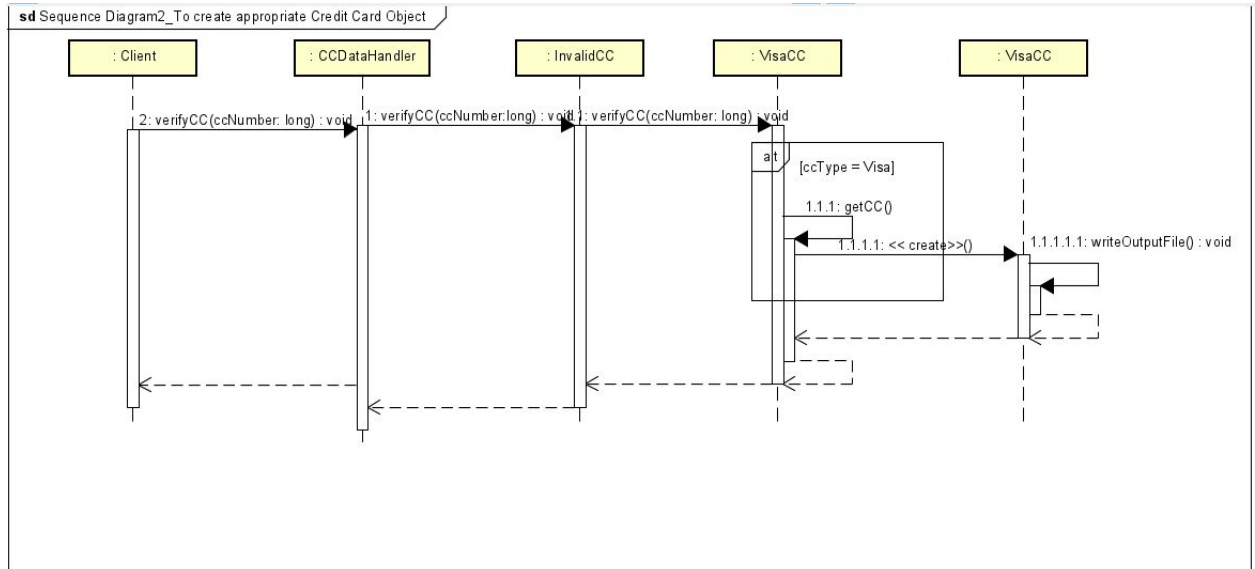 sd Sequence Diagram2_To create appropriate Credit Card Object
: Client
: CCDataHandler
: InvalidCC
: VisaCC
: VisaCC
2: verifyCC(ccNumber: long) : void
1: verifyCC(ccNumber:long) : void
1.1: verifyCC(ccNumber: long) : void
alt
[ccType = Visa]
1.1.1: getCC()
1.1.1.1: << create>>()
1.1.1.1.1: writeOutputFile() : void